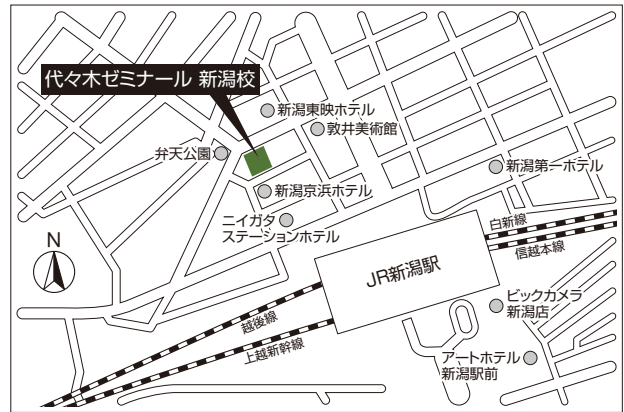 代々木ゼミナール 新潟校
新潟東映ホテル
敦井美術館
弁天公園
新潟第一ホテル
新潟京浜ホテル
ニイガタ
ステーションホテル
白新線
信越本線
N
JR新潟駅
ビックカメラ
新潟店
越後線
上越新幹線
アートホテル
新潟駅前